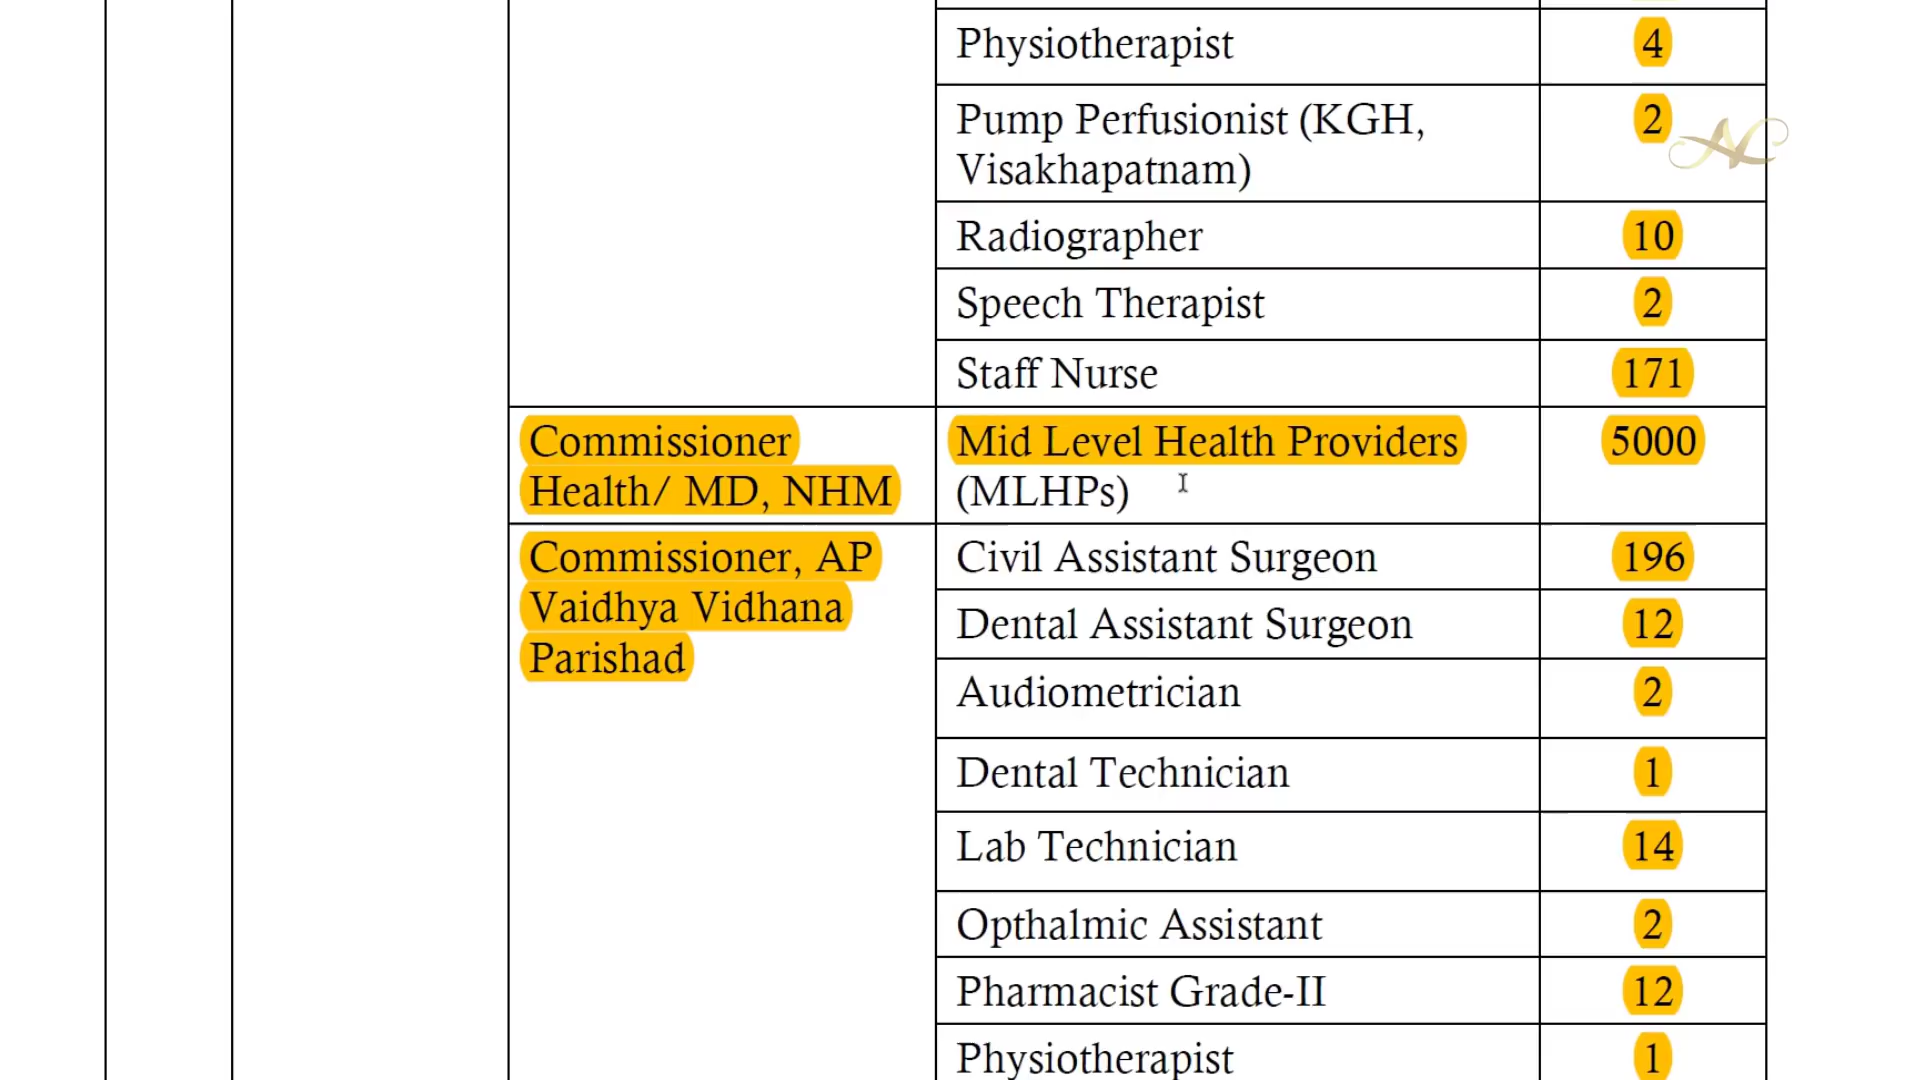 Physiotherapist 4
Pump Perfusionist (KGH, 2
Visakhapatnam)
Radiographer 10
Speech Therapist 2
Staff Nurse 171
Commissioner Mid Level Health Providers 5000
Health/ MD, NHM (MLHPs)
Commissioner, AP Civil Assistant Surgeon 196
Vaidhya Vidhana Dental Assistant Surgeon 12
Parishad
Audiometrician 2
Dental Technician 1
Lab Technician 14
Opthalmic Assistant 2
Pharmacist Grade-II 12
Physiotherapist 1